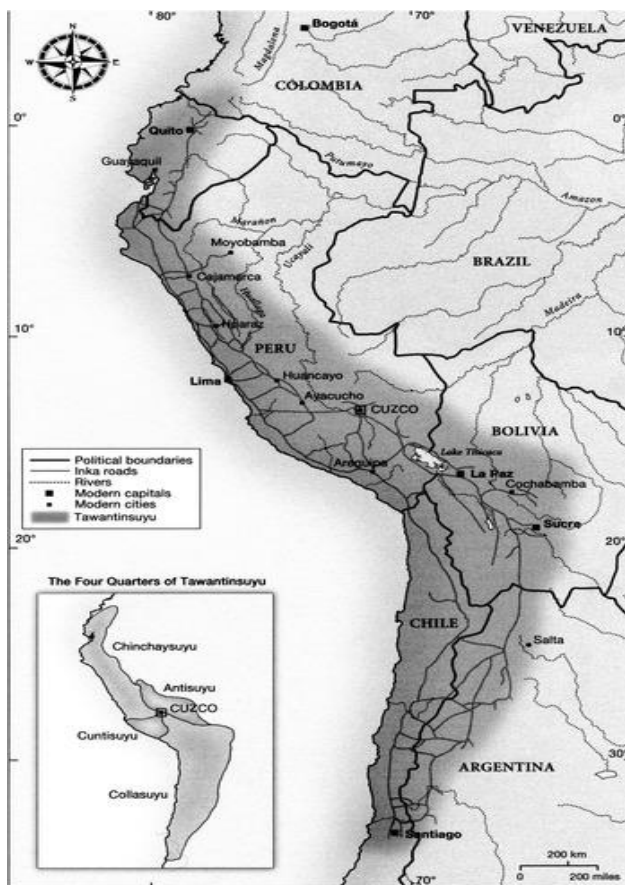 80°
70°
N
W
E
S
Bogotá
VENEZUELA
Magdalena
COLOMBIA
0°
0°
Quito
Guayaquil
Putumayo
Amazon
Marañon
Moyobamba
Ucayali
BRAZIL
Cajamarca
Huallaga
Madeira
10°
10°
Huaraz
PERU
Lima
Huancayo
Ayacucho
CUZCO
BOLIVIA
Lake Titicaca
Arequipa
La Paz
Cochabamba
Sucre
Political boundaries
Inka roads
Rivers
Modern capitals
Modern cities
Tawantinsuyu
20°
20°
The Four Quarters of Tawantinsuyu
Chinchaysuyu
Antisuyu
CUZCO
Cuntisuyu
Collasuyu
CHILE
Salta
30°
ARGENTINA
Santiago
200 km
0
200 miles
70°
80°